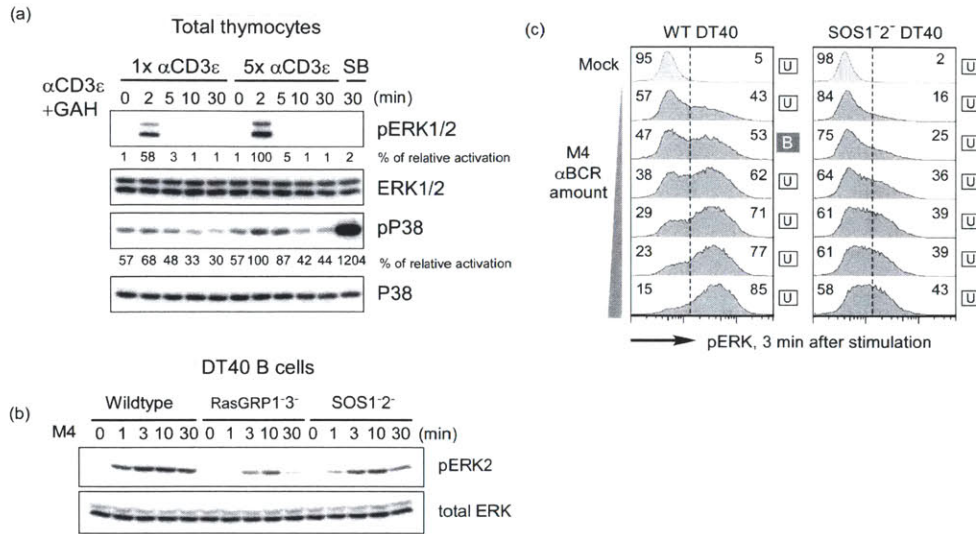 (a)
Total thymocytes
1x αCD3ε 5x αCD3ε SB
αCD3ε
+GAH
0 2 5 10 30 0 2 5 10 30 30 (min)
pERK1/2
1 58 3 1 1 1 100 5 1 1 2 % of relative activation
ERK1/2
pP38
57 68 48 33 30 57 100 87 42 44 1204 % of relative activation
P38
DT40 B cells
(b)
Wildtype RasGRP1⁻3⁻ SOS1⁻2⁻
M4 0 1 3 10 30 0 1 3 10 30 0 1 3 10 30 (min)
pERK2
total ERK
(c)
WT DT40 SOS1⁻2⁻ DT40
Mock 95 5 U 98 2 U
57 43 U 84 16 U
47 53 B 75 25 U
M4
αBCR
amount
38 62 U 64 36 U
29 71 U 61 39 U
23 77 U 61 39 U
15 85 U 58 43 U
pERK, 3 min after stimulation